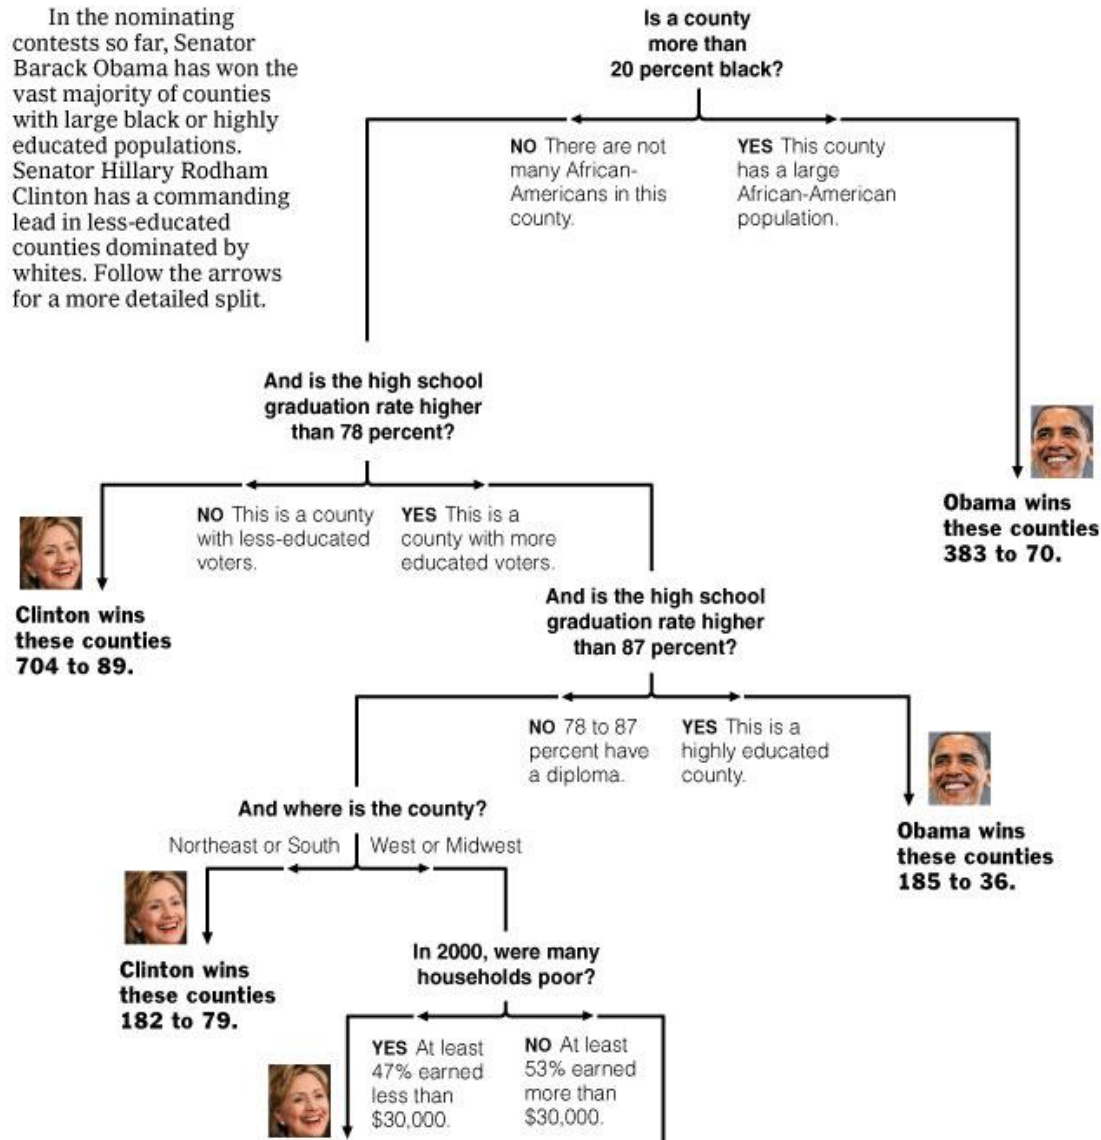 In the nominating
contests so far, Senator
Barack Obama has won the
vast majority of counties
with large black or highly
educated populations.
Senator Hillary Rodham
Clinton has a commanding
lead in less-educated
counties dominated by
whites. Follow the arrows
for a more detailed split.
Is a county
more than
20 percent black?
NO There are not
many African-
Americans in this
county.
YES This county
has a large
African-American
population.
And is the high school
graduation rate higher
than 78 percent?
Obama wins
these counties
383 to 70.
NO This is a county
with less-educated
voters.
YES This is a
county with more
educated voters.
Clinton wins
these counties
704 to 89.
And is the high school
graduation rate higher
than 87 percent?
NO 78 to 87
percent have
a diploma.
YES This is a
highly educated
county.
And where is the county?
Northeast or South
West or Midwest
Obama wins
these counties
185 to 36.
Clinton wins
these counties
182 to 79.
In 2000, were many
households poor?
YES At least
47% earned
less than
$30,000.
NO At least
53% earned
more than
$30,000.